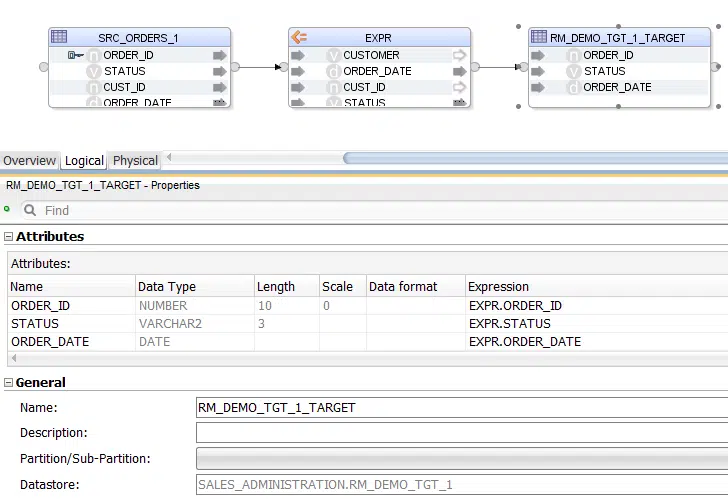 SRC_ORDERS_1
n ORDER_ID
v STATUS
n CUST_ID
d ORDER_DATE
EXPR
v CUSTOMER
d ORDER_DATE
n CUST_ID
v STATUS
RM_DEMO_TGT_1_TARGET
n ORDER_ID
v STATUS
d ORDER_DATE
Overview Logical Physical
RM_DEMO_TGT_1_TARGET - Properties
Find
Attributes
Attributes:
Name Data Type Length Scale Data format Expression
ORDER_ID NUMBER 10 0 EXPR.ORDER_ID
STATUS VARCHAR2 3 EXPR.STATUS
ORDER_DATE DATE EXPR.ORDER_DATE
General
Name: RM_DEMO_TGT_1_TARGET
Description:
Partition/Sub-Partition:
Datastore: SALES_ADMINISTRATION.RM_DEMO_TGT_1